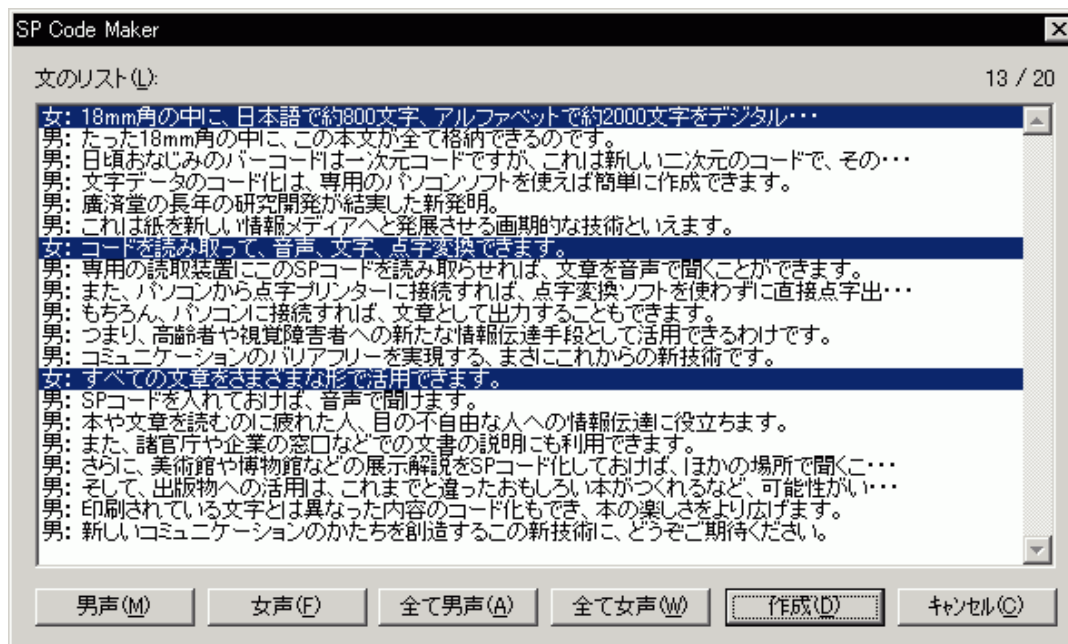 SP Code Maker
文のリスト(L):
13 / 20
女: 18mm角の中に、日本語で約800文字、アルファベットで約2000文字をデジタル･･･
男: たった18mm角の中に、この本文が全て格納できるのです。
男: 日頃おなじみのバーコードは一次元コードですが、これは新しい二次元のコードで、その･･･
男: 文字データのコード化は、専用のパソコンソフトを使えば簡単に作成できます。
男: 廣済堂の長年の研究開発が結実した新発明。
男: これは紙を新しい情報メディアへと発展させる画期的な技術といえます。
女: コードを読み取って、音声、文字、点字変換できます。
男: 専用の読取装置にこのSPコードを読み取らせれば、文章を音声で聞くことができます。
男: また、パソコンから点字プリンターに接続すれば、点字変換ソフトを使わずに直接点字出･･･
男: もちろん、パソコンに接続すれば、文章として出力することもできます。
男: つまり、高齢者や視覚障害者への新たな情報伝達手段として活用できるわけです。
男: コミュニケーションのバリアフリーを実現する、まさにこれからの新技術です。
女: すべての文章をさまざまな形で活用できます。
男: SPコードを入れておけば、音声で聞けます。
男: 本や文章を読むのに疲れた人、目の不自由な人への情報伝達に役立ちます。
男: また、諸官庁や企業の窓口などでの文書の説明にも利用できます。
男: さらに、美術館や博物館などの展示解説をSPコード化しておけば、ほかの場所で聞くこ･･･
男: そして、出版物への活用は、これまでと違ったおもしろい本がつくれるなど、可能性がい･･･
男: 印刷されている文字とは異なった内容のコード化もでき、本の楽しさをより広げます。
男: 新しいコミュニケーションのかたちを創造するこの新技術に、どうぞご期待ください。
男声(M)
女声(F)
全て男声(A)
全て女声(W)
作成(D)
ｷｬﾝｾﾙ(C)